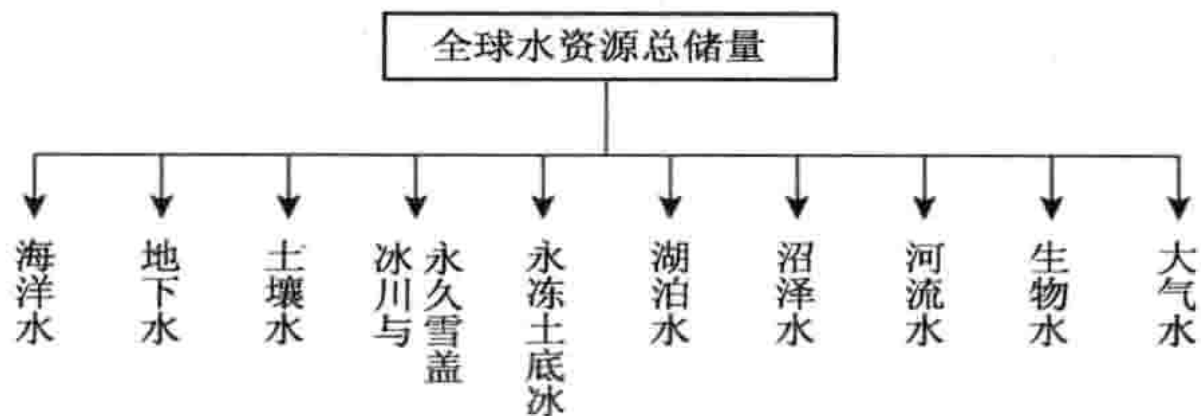 全球水资源总储量
海洋水
地下水
土壤水
冰川与
永久雪盖
永冻土底冰
湖泊水
沼泽水
河流水
生物水
大气水